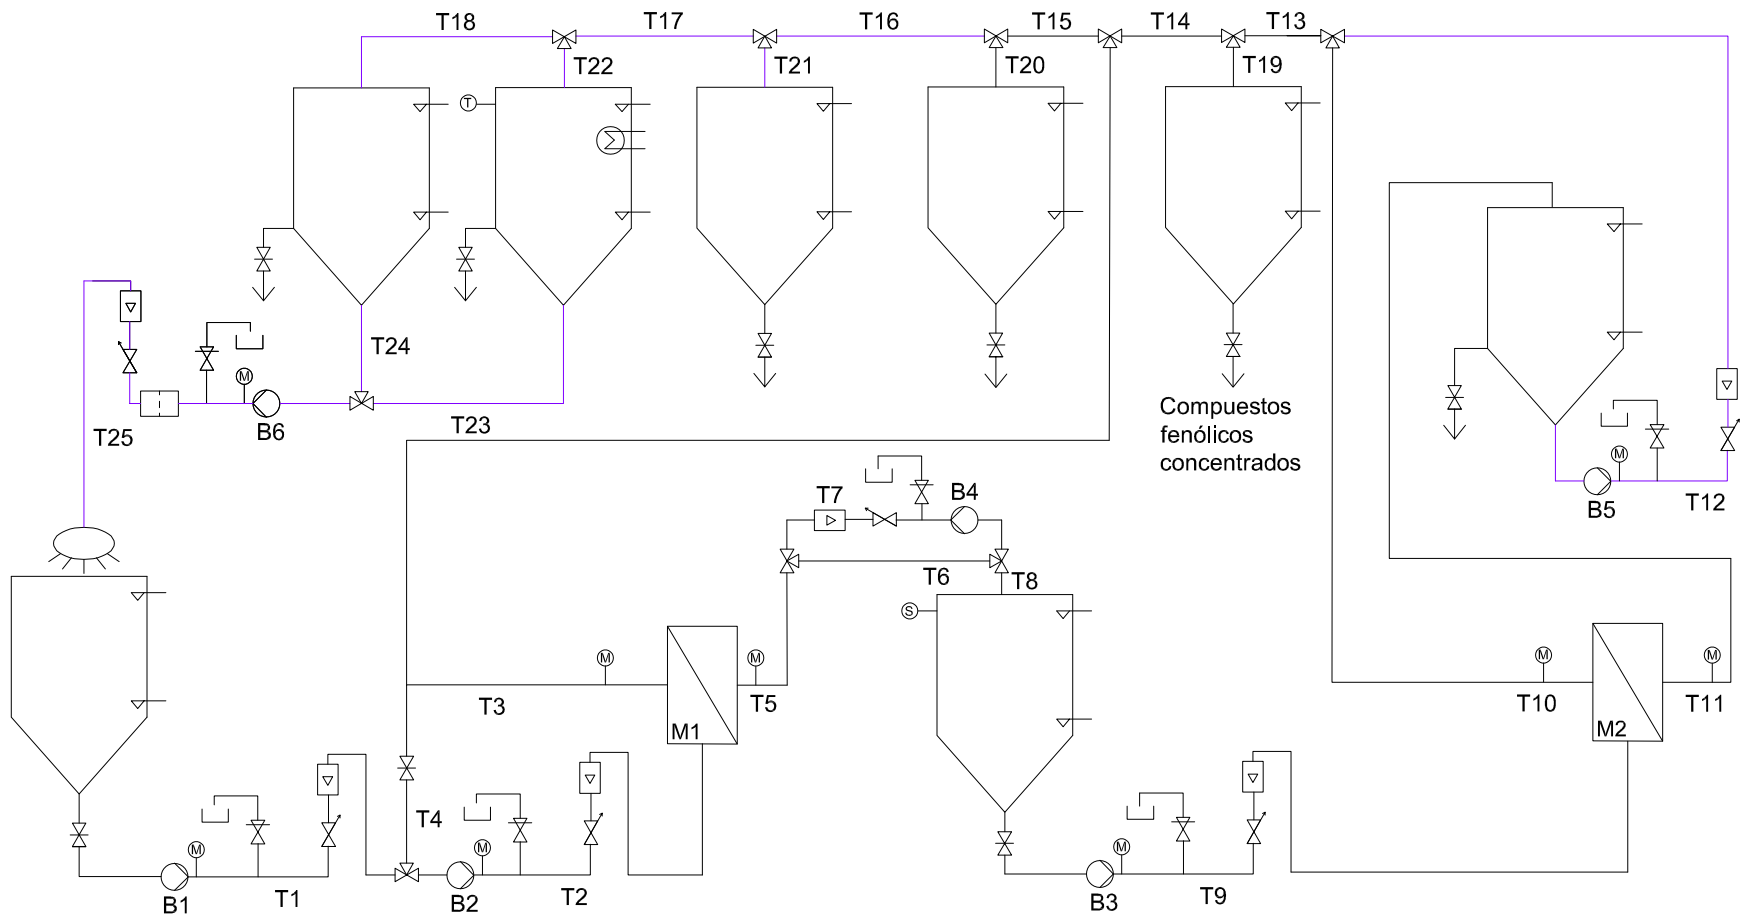 T18 T17 T16 T15 T14 T13
T22 T21 T20 T19
T
T24
M
B6
T25
T23
Compuestos
fenólicos
concentrados
M
B5 T12
T7 B4
T6 T8
S
M M
T3 T5
M1
M M
T10 T11
M2
T4
M
B1 T1
M
B2 T2
M
B3 T9